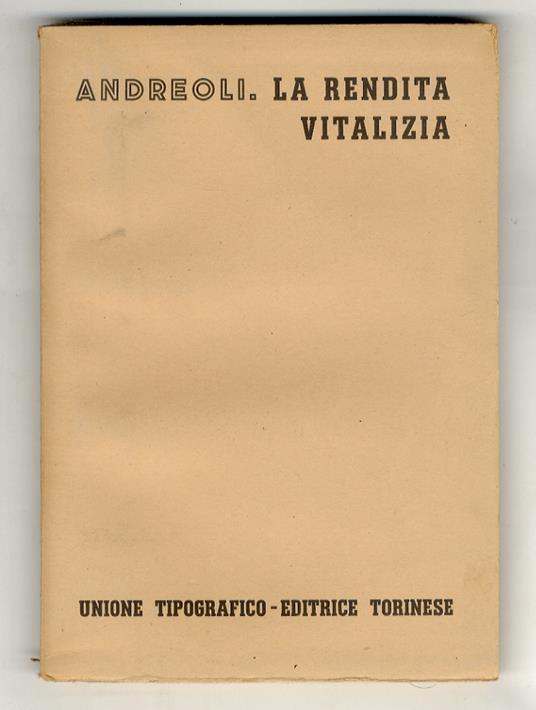 ANDREOLI. LA RENDITA
VITALIZIA
UNIONE TIPOGRAFICO-EDITRICE TORINESE